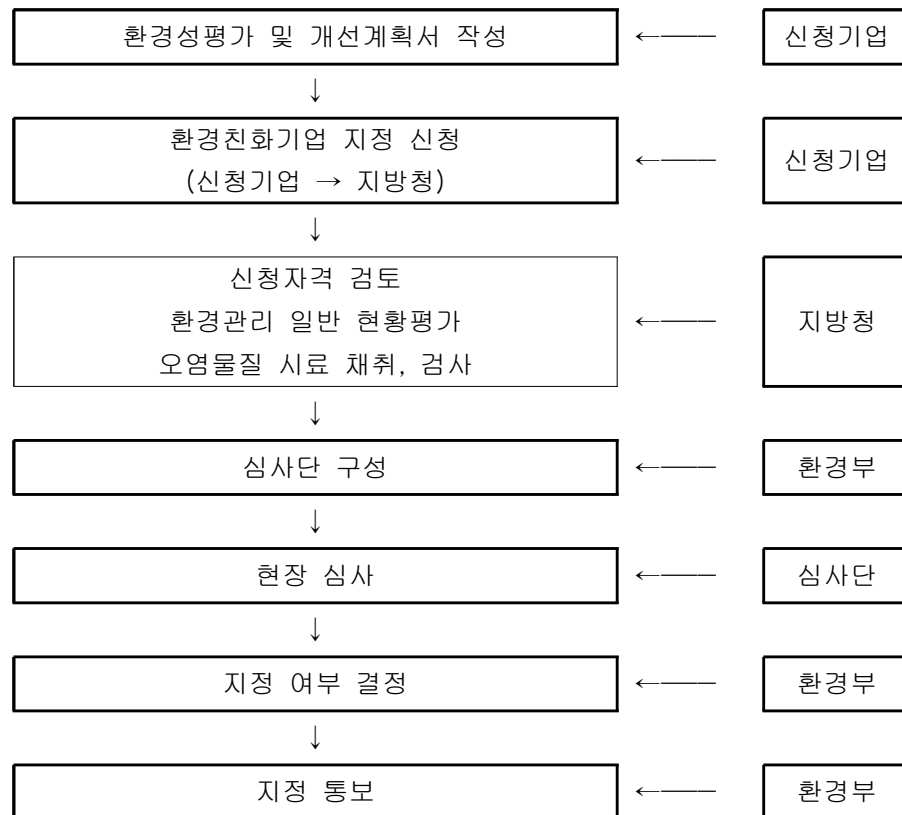 환경성평가 및 개선계획서 작성 ←── 신청기업
↓
환경친화기업 지정 신청
(신청기업 → 지방청) ←── 신청기업
↓
신청자격 검토
환경관리 일반 현황평가 ←── 지방청
오염물질 시료 채취, 검사
↓
심사단 구성 ←── 환경부
↓
현장 심사 ←── 심사단
↓
지정 여부 결정 ←── 환경부
↓
지정 통보 ←── 환경부